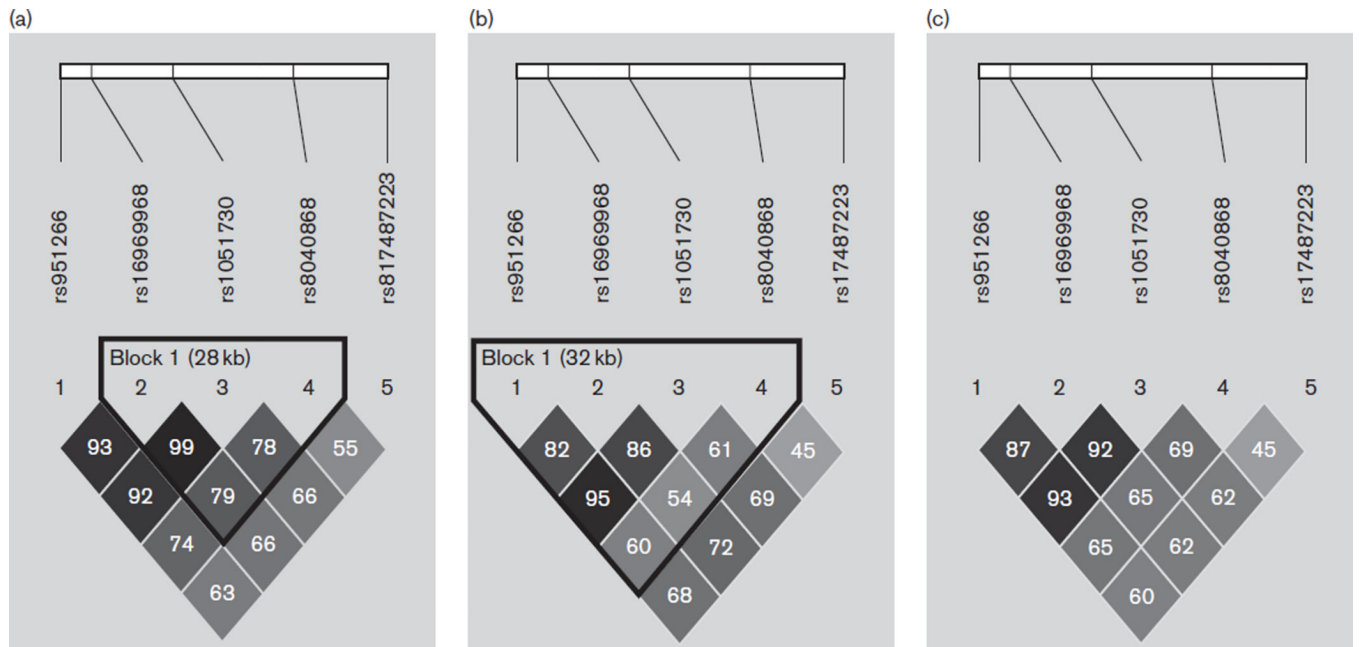 (a)
rs951266
rs16969968
rs1051730
rs8040868
rs817487223
Block 1 (28 kb)
1 2 3 4 5
93 99 78 55
92 79 66
74 66
63
(b)
rs951266
rs16969968
rs1051730
rs8040868
rs17487223
Block 1 (32 kb)
1 2 3 4 5
82 86 61 45
95 54 69
60 72
68
(c)
rs951266
rs16969968
rs1051730
rs8040868
rs17487223
1 2 3 4 5
87 92 69 45
93 65 62
65 62
60